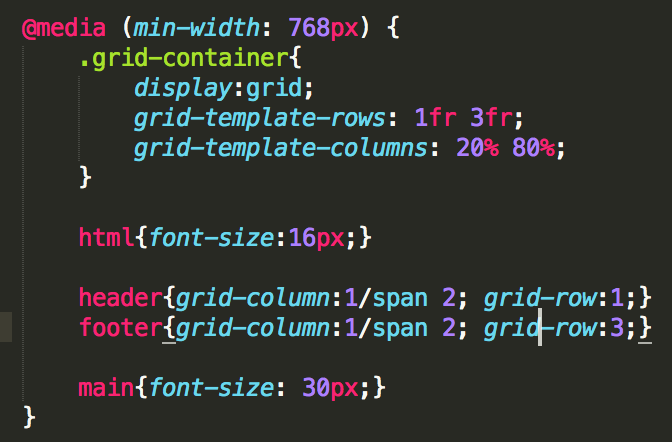 @media (min-width: 768px) {
    .grid-container{
        display:grid;
        grid-template-rows: 1fr 3fr;
        grid-template-columns: 20% 80%;
    }

    html{font-size:16px;}

    header{grid-column:1/span 2; grid-row:1;}
    footer{grid-column:1/span 2; grid-row:3;}

    main{font-size: 30px;}
}